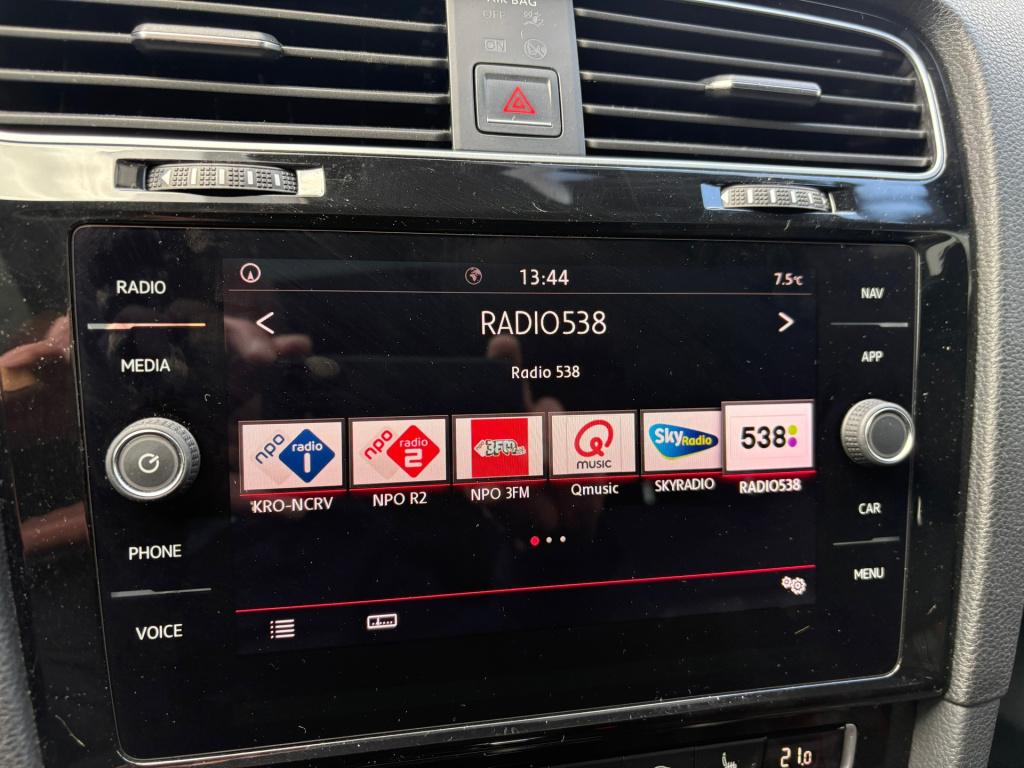 AIR BAG
OFF
ON
RADIO
MEDIA
PHONE
VOICE
13:44
7.5°C
RADIO538
Radio 538
npo radio 1
npo radio 2
3FM
Q MUSIC
Sky Radio
538
KRO-NCRV
NPO R2
NPO 3FM
Qmusic
SKYRADIO
RADIO538
NAV
APP
CAR
MENU
21.0